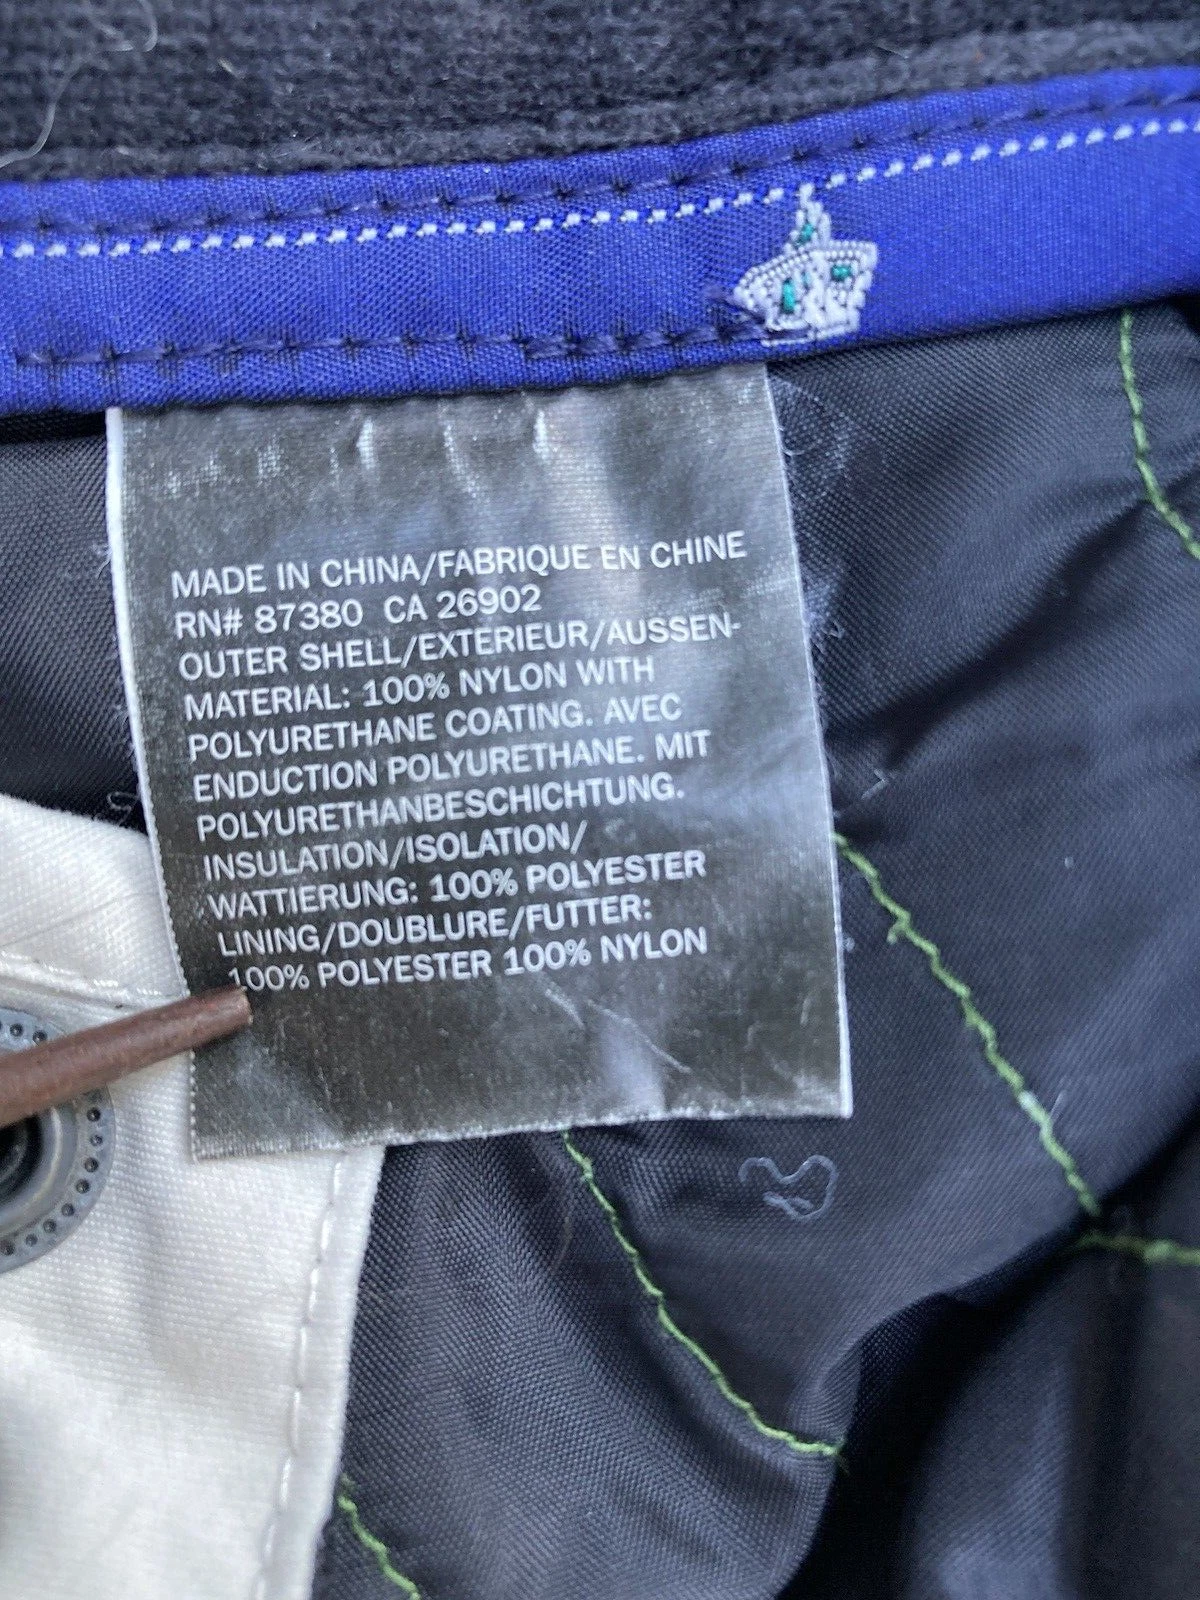 MADE IN CHINA/FABRIQUE EN CHINE
RN# 87380 CA 26902
OUTER SHELL/EXTERIEUR/AUSSEN-
MATERIAL: 100% NYLON WITH
POLYURETHANE COATING. AVEC
ENDUCTION POLYURETHANE. MIT
POLYURETHANBESCHICHTUNG.
INSULATION/ISOLATION/
WATTIERUNG: 100% POLYESTER
LINING/DOUBLURE/FUTTER:
100% POLYESTER 100% NYLON